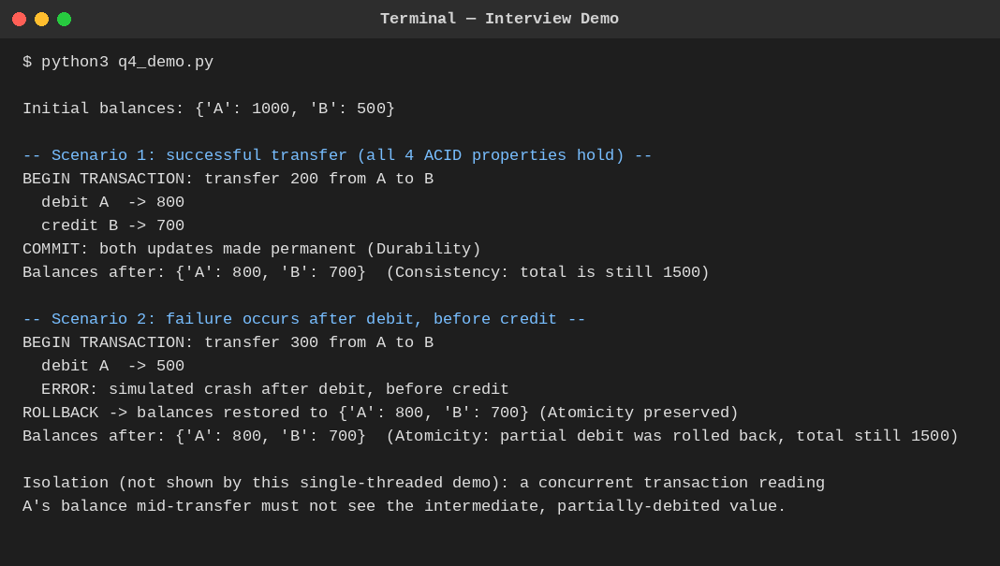 Terminal — Interview Demo
$ python3 q4_demo.py
Initial balances: {'A': 1000, 'B': 500}
-- Scenario 1: successful transfer (all 4 ACID properties hold) --
BEGIN TRANSACTION: transfer 200 from A to B
  debit A  -> 800
  credit B -> 700
COMMIT: both updates made permanent (Durability)
Balances after: {'A': 800, 'B': 700}  (Consistency: total is still 1500)
-- Scenario 2: failure occurs after debit, before credit --
BEGIN TRANSACTION: transfer 300 from A to B
  debit A  -> 500
  ERROR: simulated crash after debit, before credit
ROLLBACK -> balances restored to {'A': 800, 'B': 700} (Atomicity preserved)
Balances after: {'A': 800, 'B': 700}  (Atomicity: partial debit was rolled back, total still 1500)
Isolation (not shown by this single-threaded demo): a concurrent transaction reading
A's balance mid-transfer must not see the intermediate, partially-debited value.